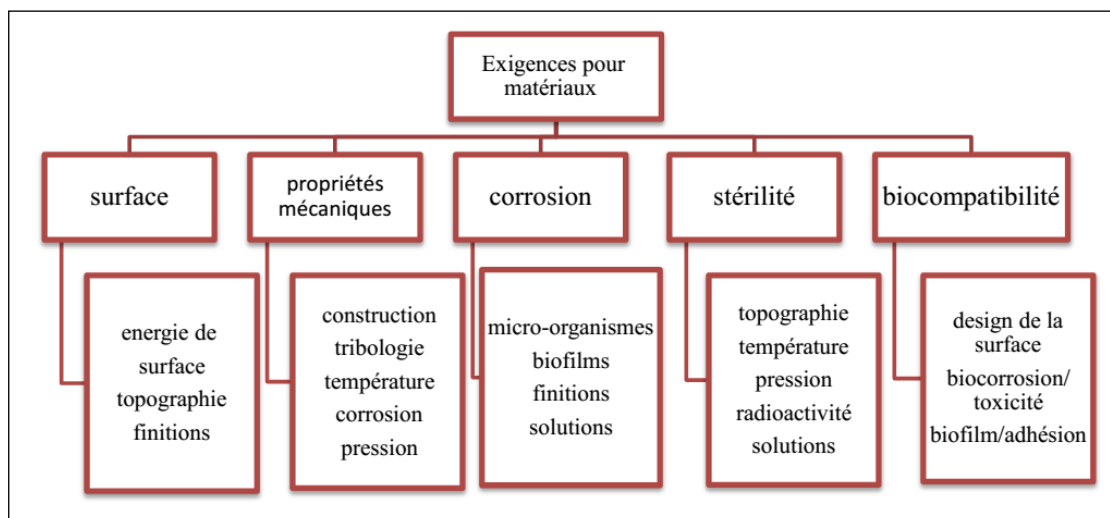 Exigences pour
matériaux
surface
propriétés
mécaniques
corrosion
stérilité
biocompatibilité
energie de
surface
topographie
finitions
construction
tribologie
température
corrosion
pression
micro-organismes
biofilms
finitions
solutions
topographie
température
pression
radioactivité
solutions
design de la
surface
biocorrosion/
toxicité
biofilm/adhésion